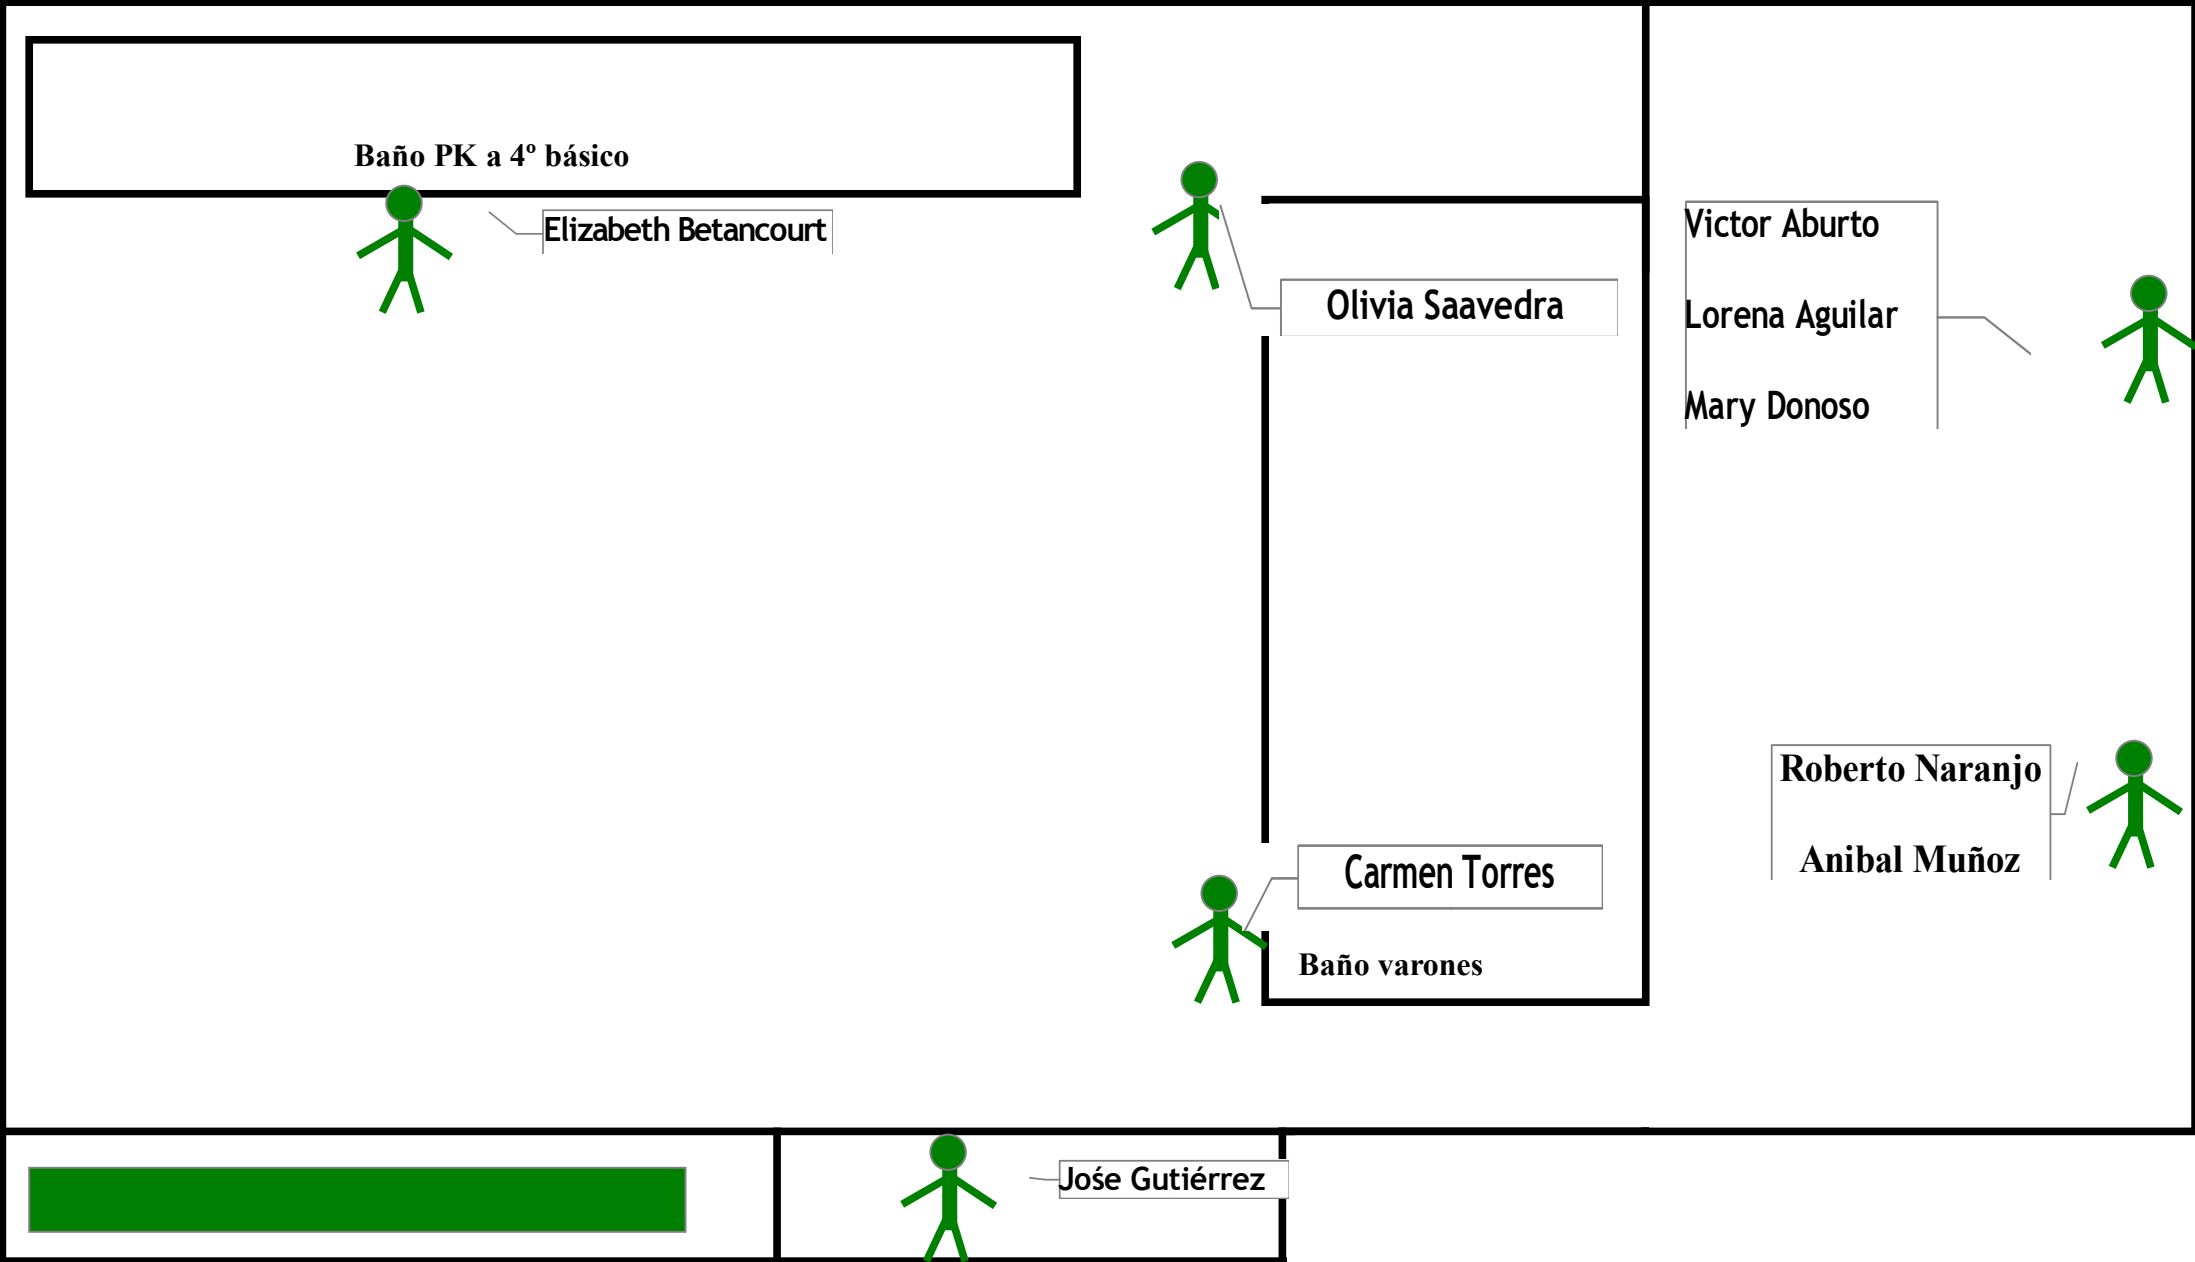 Baño PK a 4º básico
Elizabeth Betancourt
Olivia Saavedra
Victor Aburto
Lorena Aguilar
Mary Donoso
Roberto Naranjo
Anibal Muñoz
Carmen Torres
Baño varones
Jośe Gutiérrez